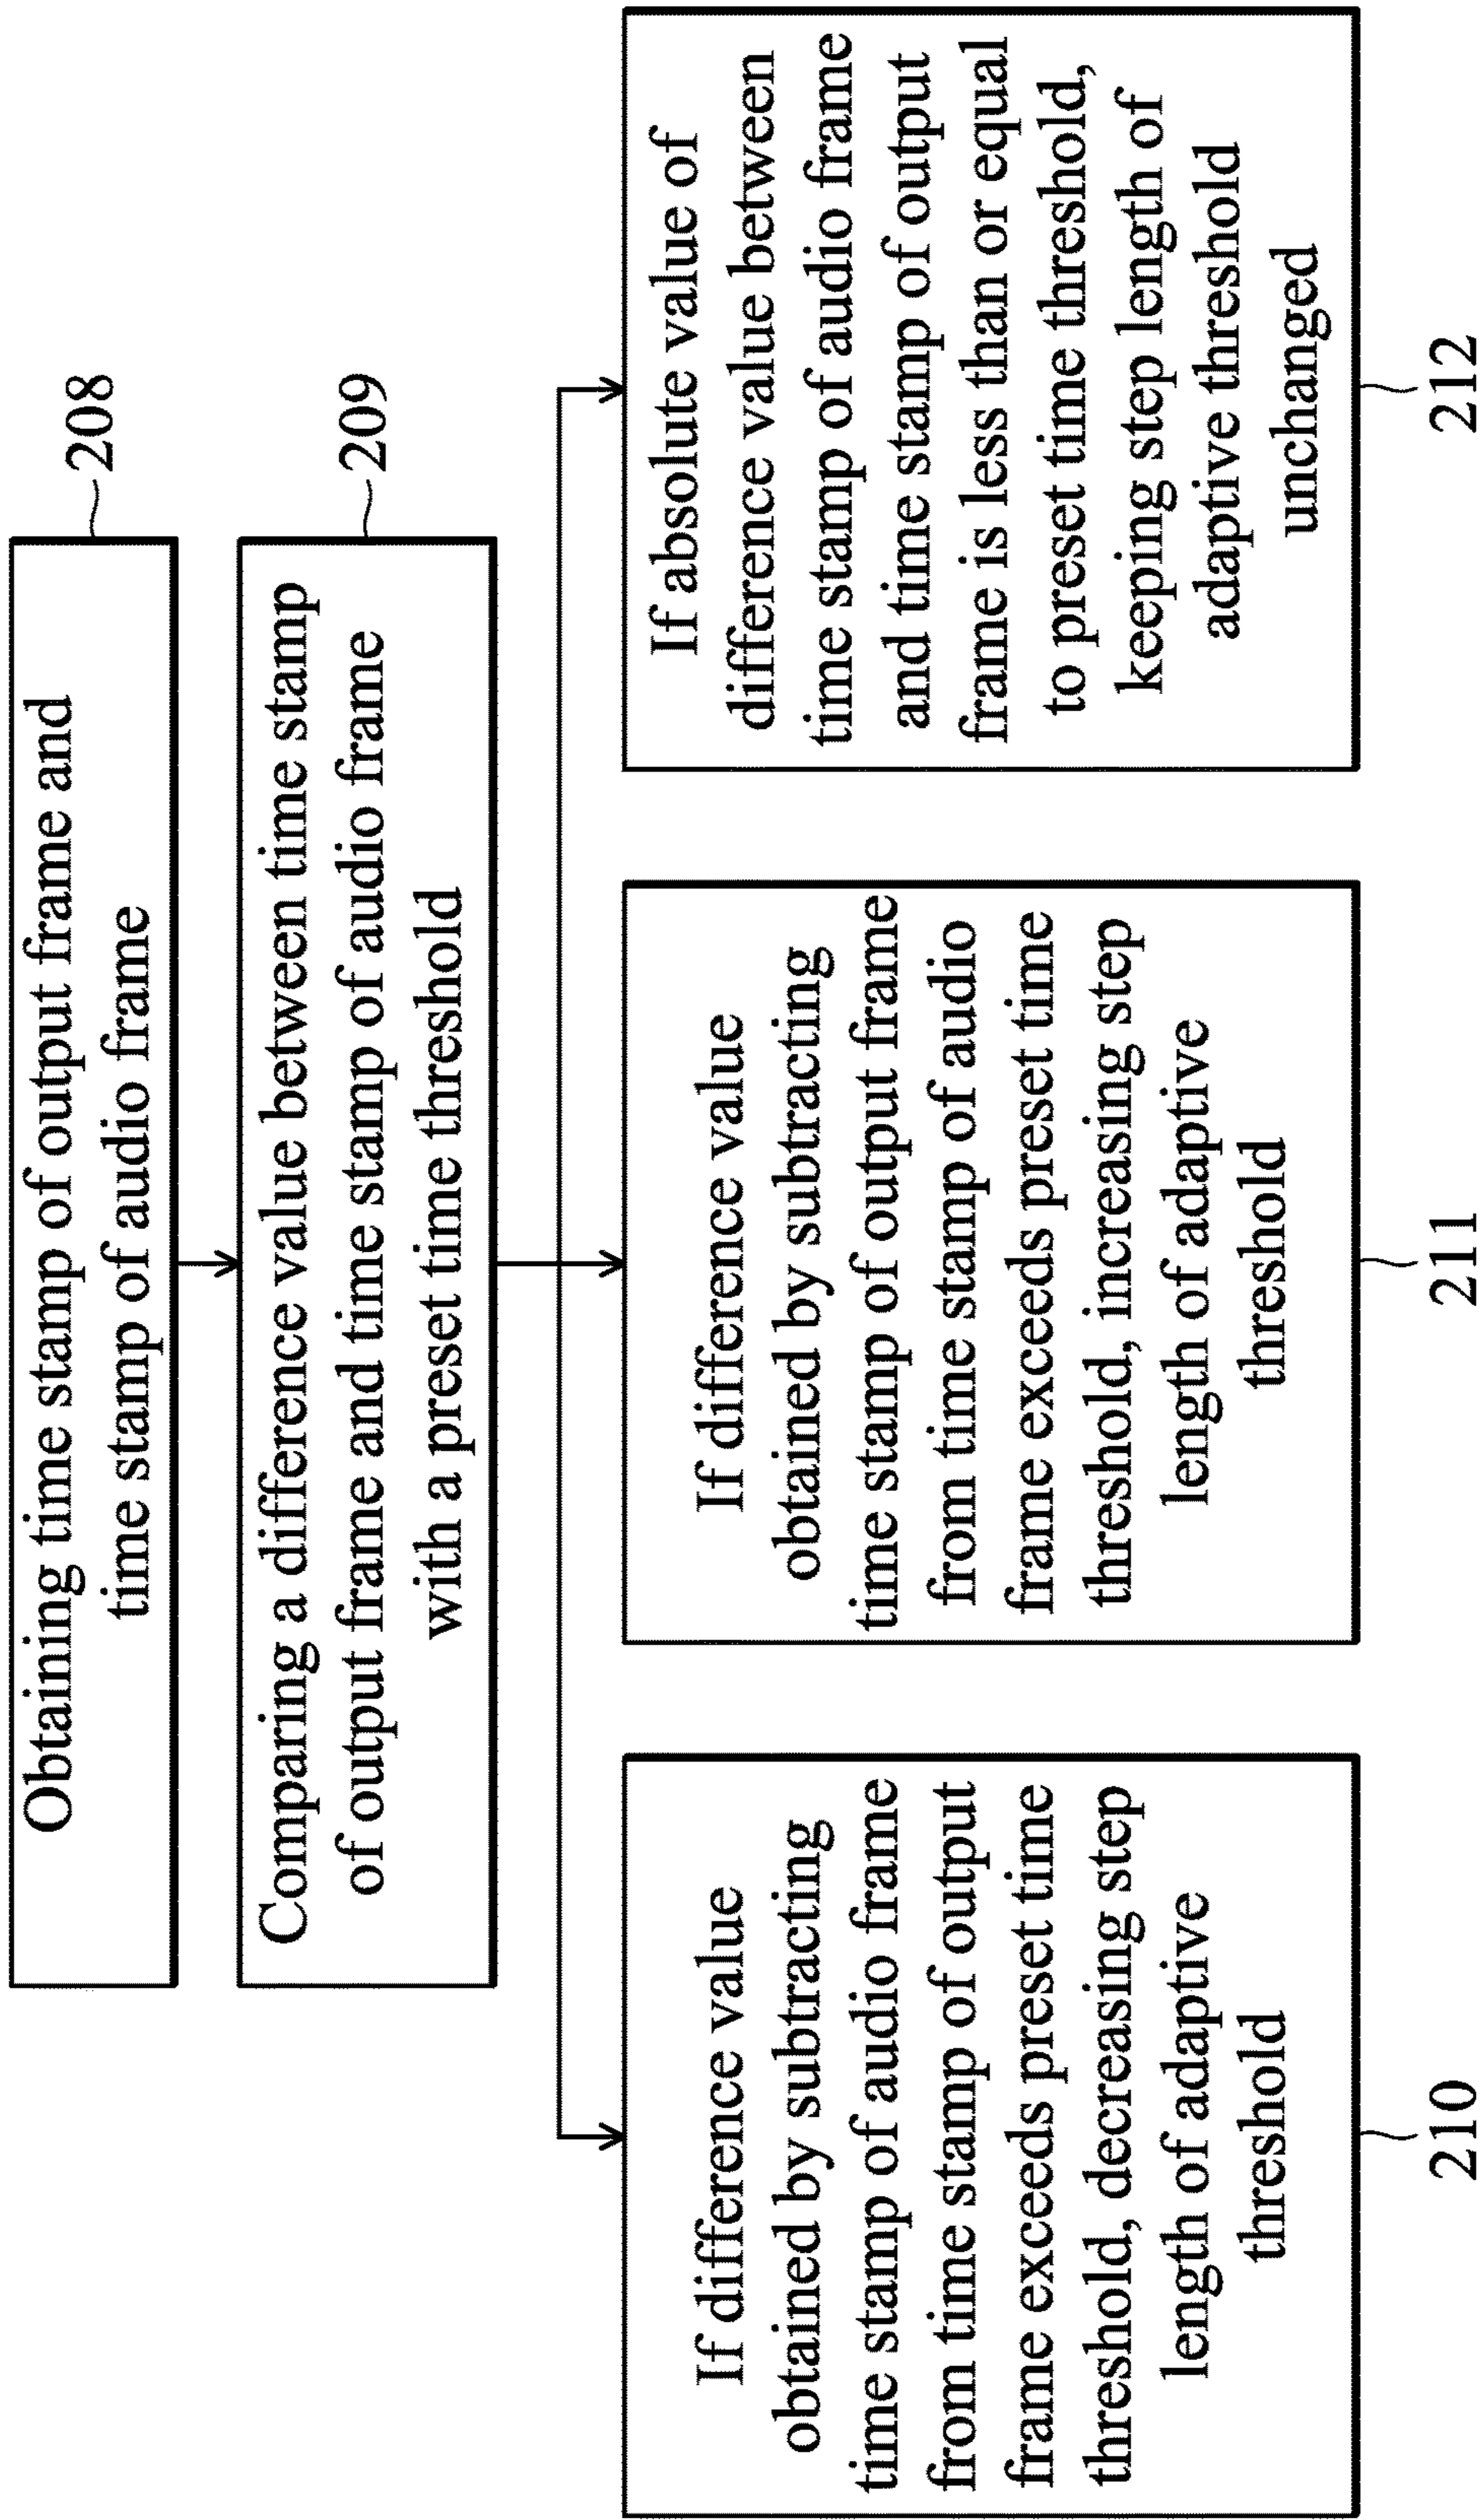 Obtaining time stamp of output frame and
time stamp of audio frame
208
Comparing a difference value between time stamp
of output frame and time stamp of audio frame
with a preset time threshold
209
If difference value
obtained by subtracting
time stamp of audio frame
from time stamp of output
frame exceeds preset time
threshold, decreasing step
length of adaptive
threshold
210
If difference value
obtained by subtracting
time stamp of output frame
from time stamp of audio
frame exceeds preset time
threshold, increasing step
length of adaptive
threshold
211
If absolute value of
difference value between
time stamp of audio frame
and time stamp of output
frame is less than or equal
to preset time threshold,
keeping step length of
adaptive threshold
unchanged
212